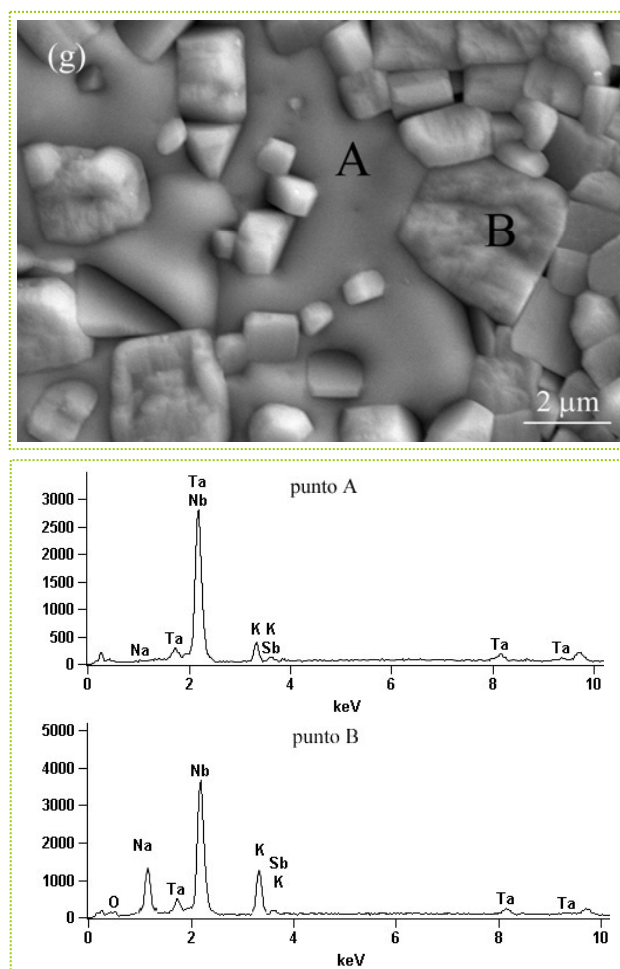 (g)
A
B
2 μm
punto A
Ta
Nb
3000
2500
2000
1500
1000
500
0
Na
Ta
K K
Sb
Ta
Ta
0 2 4 6 8 10
keV
punto B
5000
4000
3000
2000
1000
0
Nb
Na
K
Sb
K
O
Ta
Ta
Ta
0 2 4 6 8 10
keV